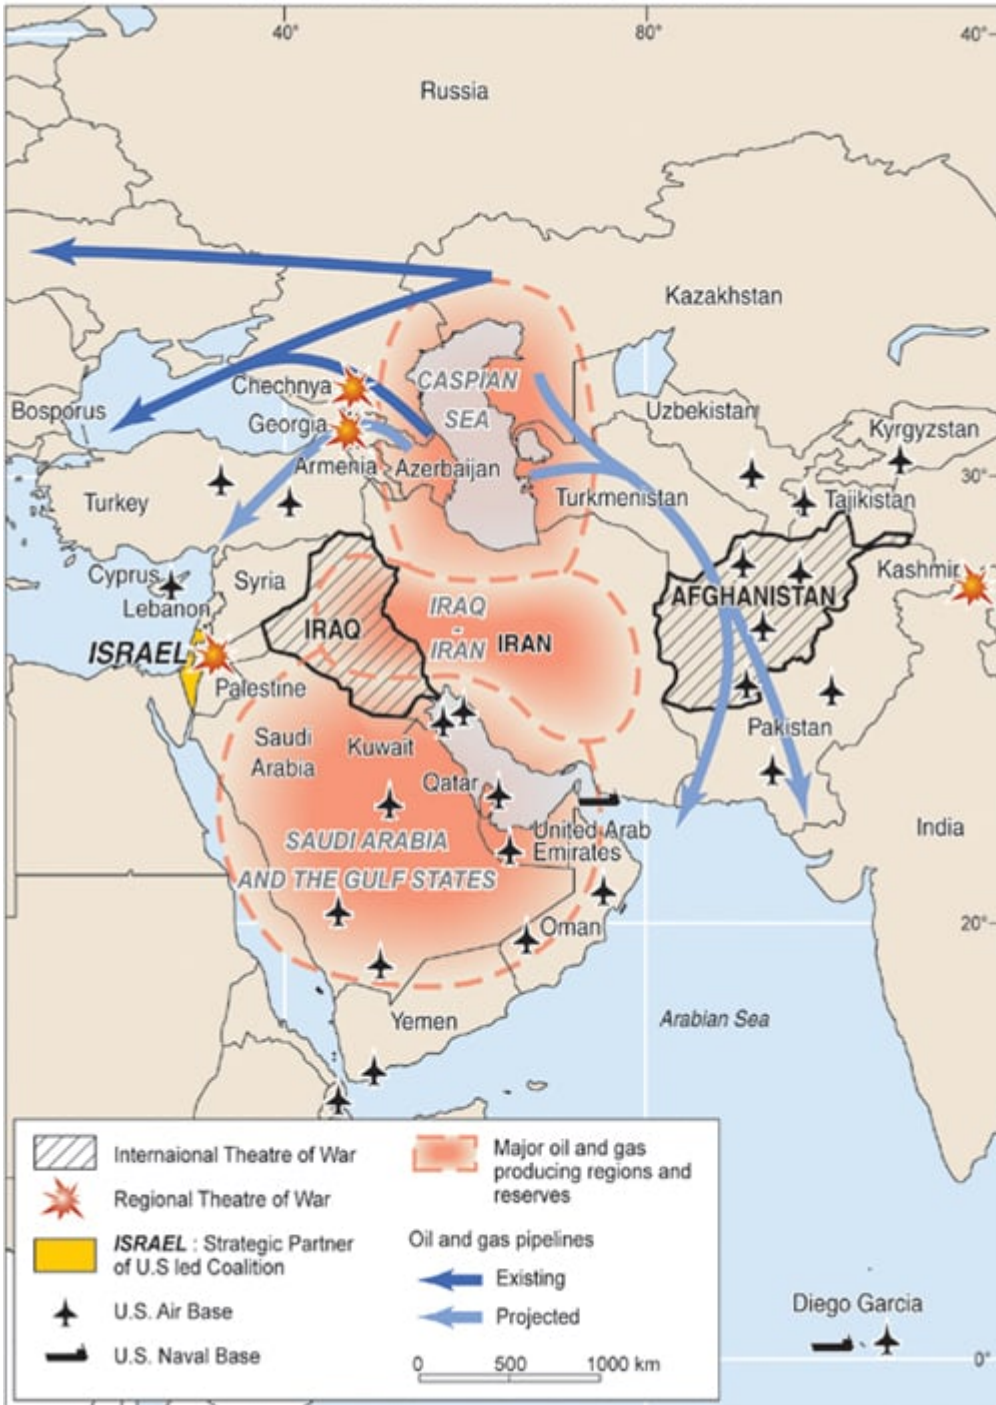 40°
80°
40°
Russia
Kazakhstan
CASPIAN
SEA
Chechnya
Bosporus
Georgia
Uzbekistan
Kyrgyzstan
Armenia
Azerbaijan
30°
Turkey
Turkmenistan
Tajikistan
Cyprus
Syria
Kashmir
Lebanon
AFGHANISTAN
IRAQ
IRAQ
-
IRAN
IRAN
ISRAEL
Palestine
Saudi
Arabia
Kuwait
Pakistan
Qatar
United Arab
Emirates
India
SAUDI ARABIA
AND THE GULF STATES
Oman
20°
Yemen
Arabian Sea
Internaional Theatre of War
Regional Theatre of War
ISRAEL : Strategic Partner
of U.S led Coalition
U.S. Air Base
U.S. Naval Base
Major oil and gas
producing regions and
reserves
Oil and gas pipelines
Existing
Projected
0 500 1000 km
Diego Garcia
0°